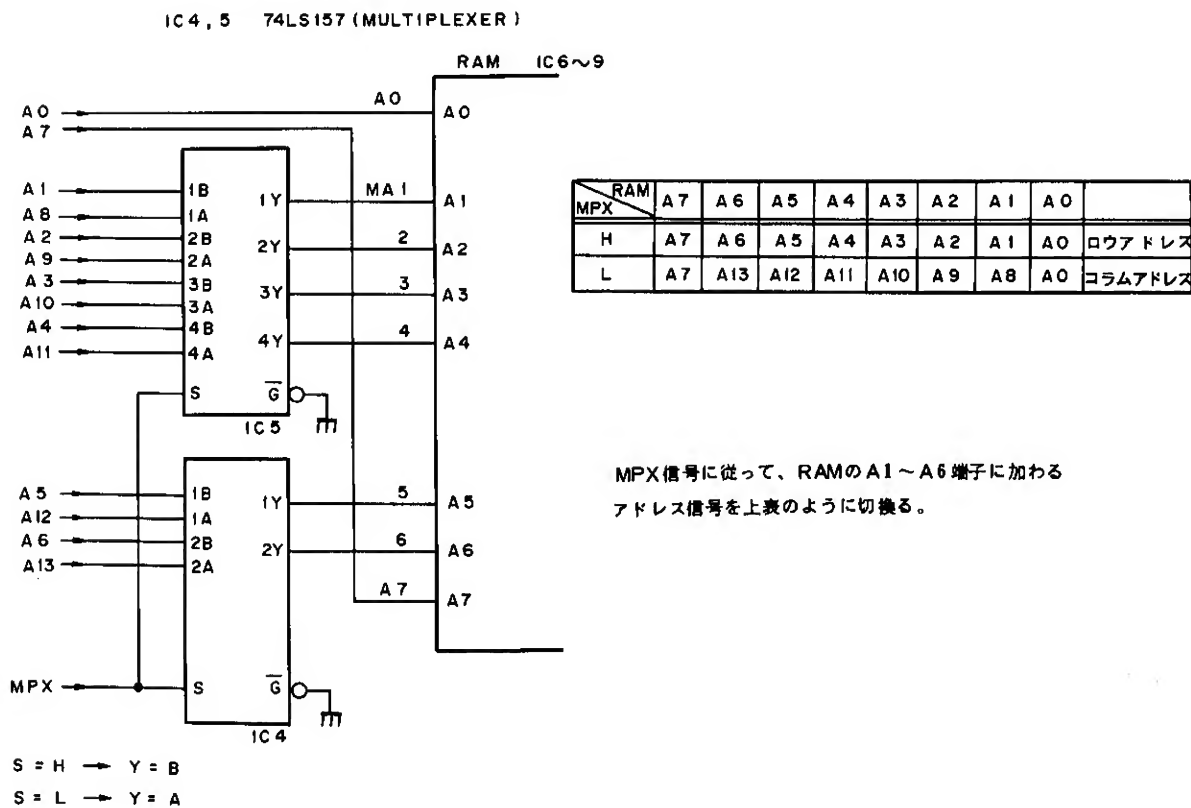 IC4,5 74LS157(MULTIPLEXER)
RAM IC6～9
A0
A7
A0
A0
A1
A8
A2
A9
A3
A10
A4
A11
1B
1A
2B
2A
3B
3A
4B
4A
S
1Y
2Y
3Y
4Y
G
IC5
MA1
2
3
4
A1
A2
A3
A4
A5
A12
A6
A13
MPX
1B
1A
2B
2A
S
1Y
2Y
G
IC4
5
6
A7
A5
A6
A7
S = H → Y = B
S = L → Y = A
RAM MPX A7 A6 A5 A4 A3 A2 A1 A0
H A7 A6 A5 A4 A3 A2 A1 A0 ロウアドレス
L A7 A13 A12 A11 A10 A9 A8 A0 コラムアドレス
MPX信号に従って、RAMのA1～A6端子に加わる
アドレス信号を上表のように切換る。